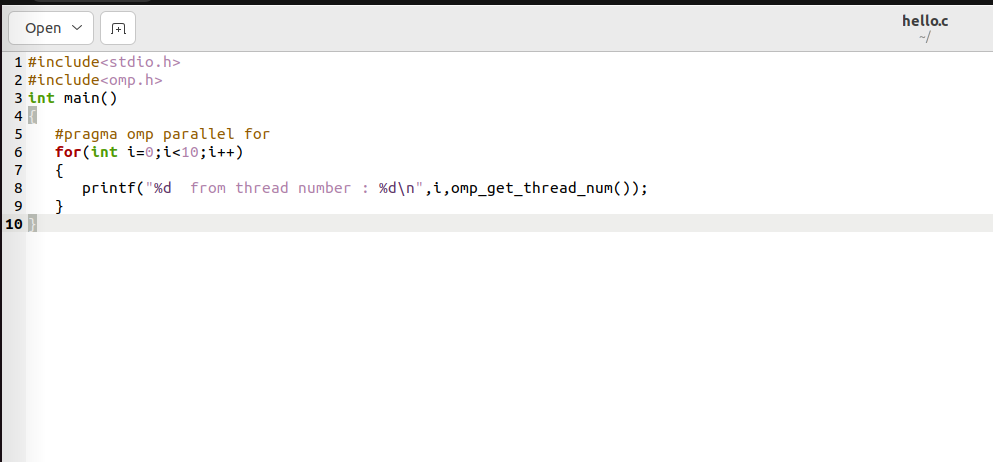 Open
hello.c
~/
1 #include<stdio.h>
2 #include<omp.h>
3 int main()
4 {
5    #pragma omp parallel for
6    for(int i=0;i<10;i++)
7    {
8       printf("%d  from thread number : %d\n",i,omp_get_thread_num());
9    }
10 }